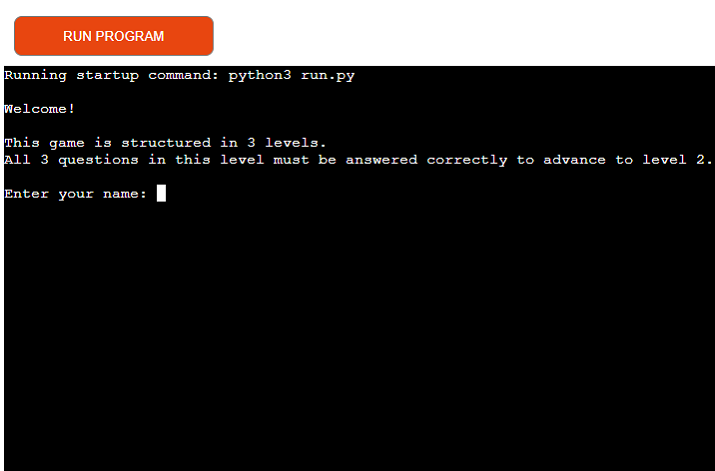 RUN PROGRAM
Running startup command: python3 run.py
Welcome!
This game is structured in 3 levels.
All 3 questions in this level must be answered correctly to advance to level 2.
Enter your name: